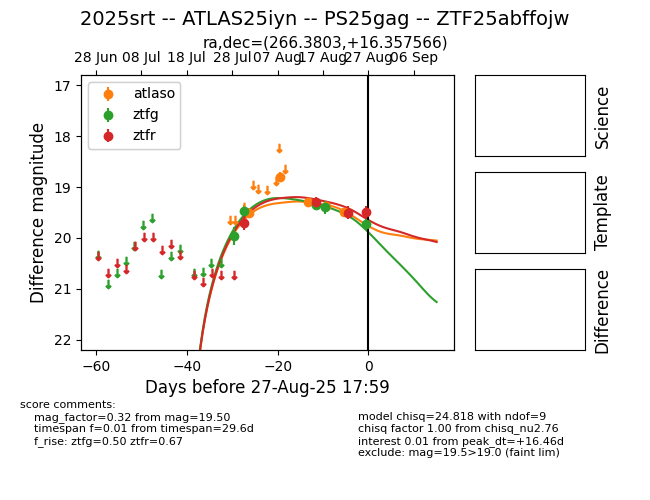 2025srt -- ATLAS25iyn -- PS25gag -- ZTF25abffojw
ra,dec=(266.3803,+16.357566)
28 Jun 08 Jul 18 Jul 28 Jul 07 Aug 17 Aug 27 Aug 06 Sep
atlaso
ztfg
ztfr
17
18
19
20
21
22
Difference magnitude
−60 −40 −20 0
Days before 27-Aug-25 17:59
Science
Template
Difference
score comments:
mag_factor=0.32 from mag=19.50
timespan f=0.01 from timespan=29.6d
f_rise: ztfg=0.50 ztfr=0.67
model chisq=24.818 with ndof=9
chisq factor 1.00 from chisq_nu2.76
interest 0.01 from peak_dt=+16.46d
exclude: mag=19.5>19.0 (faint lim)